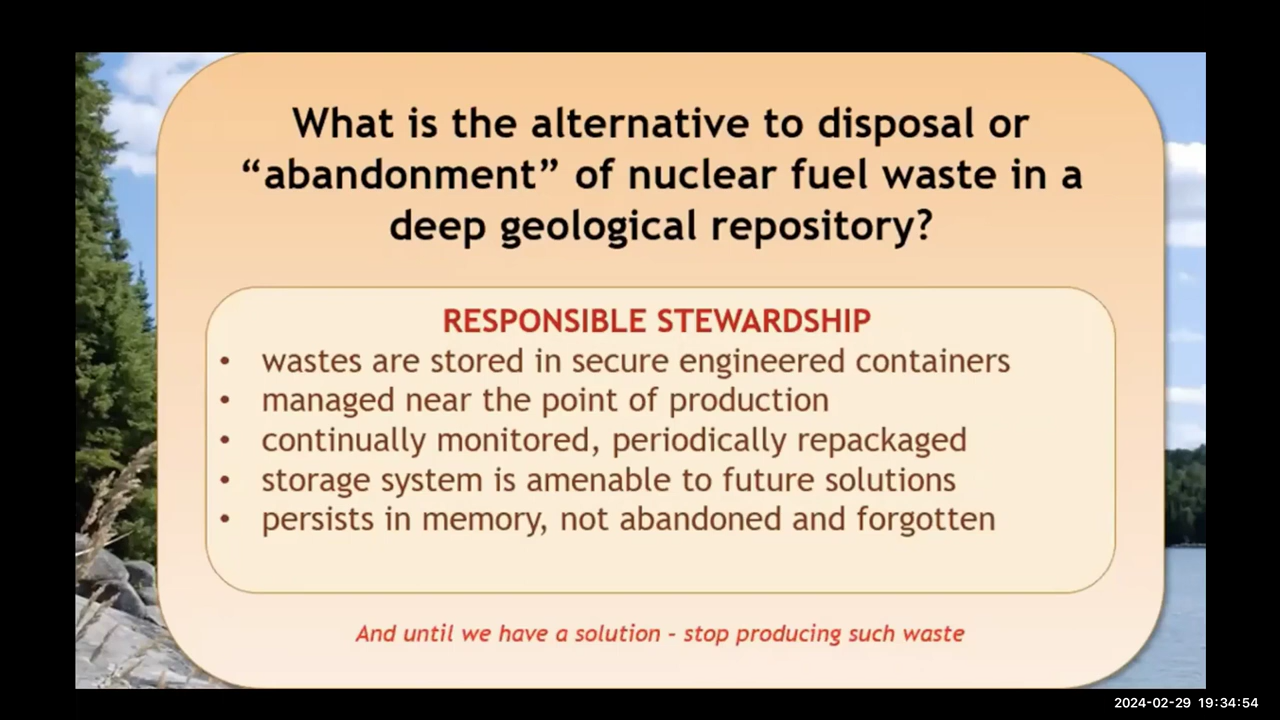 What is the alternative to disposal or
“abandonment” of nuclear fuel waste in a
deep geological repository?
RESPONSIBLE STEWARDSHIP
• wastes are stored in secure engineered containers
• managed near the point of production
• continually monitored, periodically repackaged
• storage system is amenable to future solutions
• persists in memory, not abandoned and forgotten
And until we have a solution - stop producing such waste
2024-02-29 19:34:54